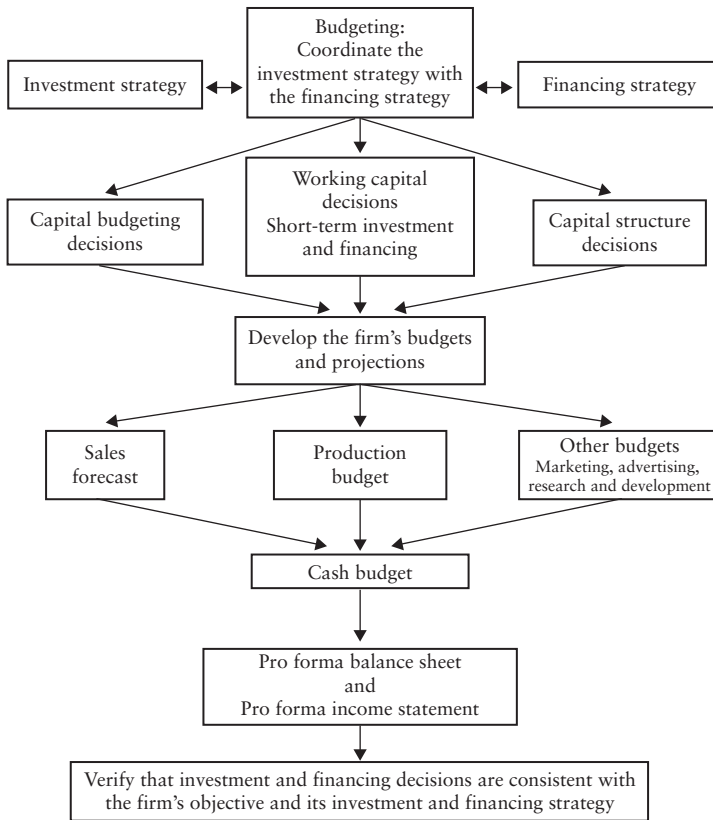 Budgeting:
Coordinate the
investment strategy with
the financing strategy
Investment strategy
Financing strategy
Capital budgeting
decisions
Working capital
decisions
Short-term investment
and financing
Capital structure
decisions
Develop the firm's budgets
and projections
Sales
forecast
Production
budget
Other budgets
Marketing, advertising,
research and development
Cash budget
Pro forma balance sheet
and
Pro forma income statement
Verify that investment and financing decisions are consistent with
the firm's objective and its investment and financing strategy